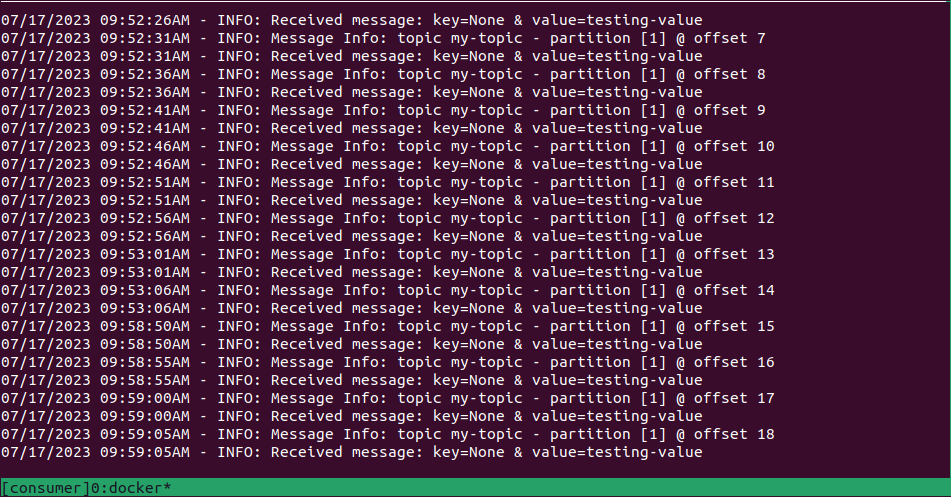 07/17/2023 09:52:26AM - INFO: Received message: key=None & value=testing-value
07/17/2023 09:52:31AM - INFO: Message Info: topic my-topic - partition [1] @ offset 7
07/17/2023 09:52:31AM - INFO: Received message: key=None & value=testing-value
07/17/2023 09:52:36AM - INFO: Message Info: topic my-topic - partition [1] @ offset 8
07/17/2023 09:52:36AM - INFO: Received message: key=None & value=testing-value
07/17/2023 09:52:41AM - INFO: Message Info: topic my-topic - partition [1] @ offset 9
07/17/2023 09:52:41AM - INFO: Received message: key=None & value=testing-value
07/17/2023 09:52:46AM - INFO: Message Info: topic my-topic - partition [1] @ offset 10
07/17/2023 09:52:46AM - INFO: Received message: key=None & value=testing-value
07/17/2023 09:52:51AM - INFO: Message Info: topic my-topic - partition [1] @ offset 11
07/17/2023 09:52:51AM - INFO: Received message: key=None & value=testing-value
07/17/2023 09:52:56AM - INFO: Message Info: topic my-topic - partition [1] @ offset 12
07/17/2023 09:52:56AM - INFO: Received message: key=None & value=testing-value
07/17/2023 09:53:01AM - INFO: Message Info: topic my-topic - partition [1] @ offset 13
07/17/2023 09:53:01AM - INFO: Received message: key=None & value=testing-value
07/17/2023 09:53:06AM - INFO: Message Info: topic my-topic - partition [1] @ offset 14
07/17/2023 09:53:06AM - INFO: Received message: key=None & value=testing-value
07/17/2023 09:58:50AM - INFO: Message Info: topic my-topic - partition [1] @ offset 15
07/17/2023 09:58:50AM - INFO: Received message: key=None & value=testing-value
07/17/2023 09:58:55AM - INFO: Message Info: topic my-topic - partition [1] @ offset 16
07/17/2023 09:58:55AM - INFO: Received message: key=None & value=testing-value
07/17/2023 09:59:00AM - INFO: Message Info: topic my-topic - partition [1] @ offset 17
07/17/2023 09:59:00AM - INFO: Received message: key=None & value=testing-value
07/17/2023 09:59:05AM - INFO: Message Info: topic my-topic - partition [1] @ offset 18
07/17/2023 09:59:05AM - INFO: Received message: key=None & value=testing-value
[consumer]0:docker*